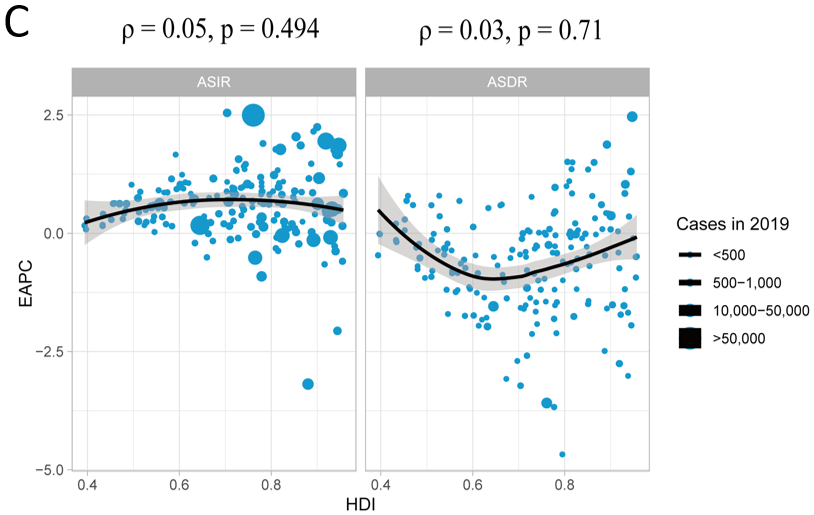 C
ρ = 0.05, p = 0.494
ρ = 0.03, p = 0.71
ASIR
ASDR
2.5
0.0
−2.5
−5.0
EAPC
0.4
0.6
0.8
0.4
0.6
0.8
HDI
Cases in 2019
<500
500−1,000
10,000−50,000
>50,000